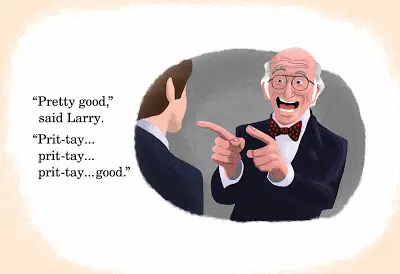 “Pretty good,”
said Larry.
“Prit-tay...
prit-tay...
prit-tay...good.”